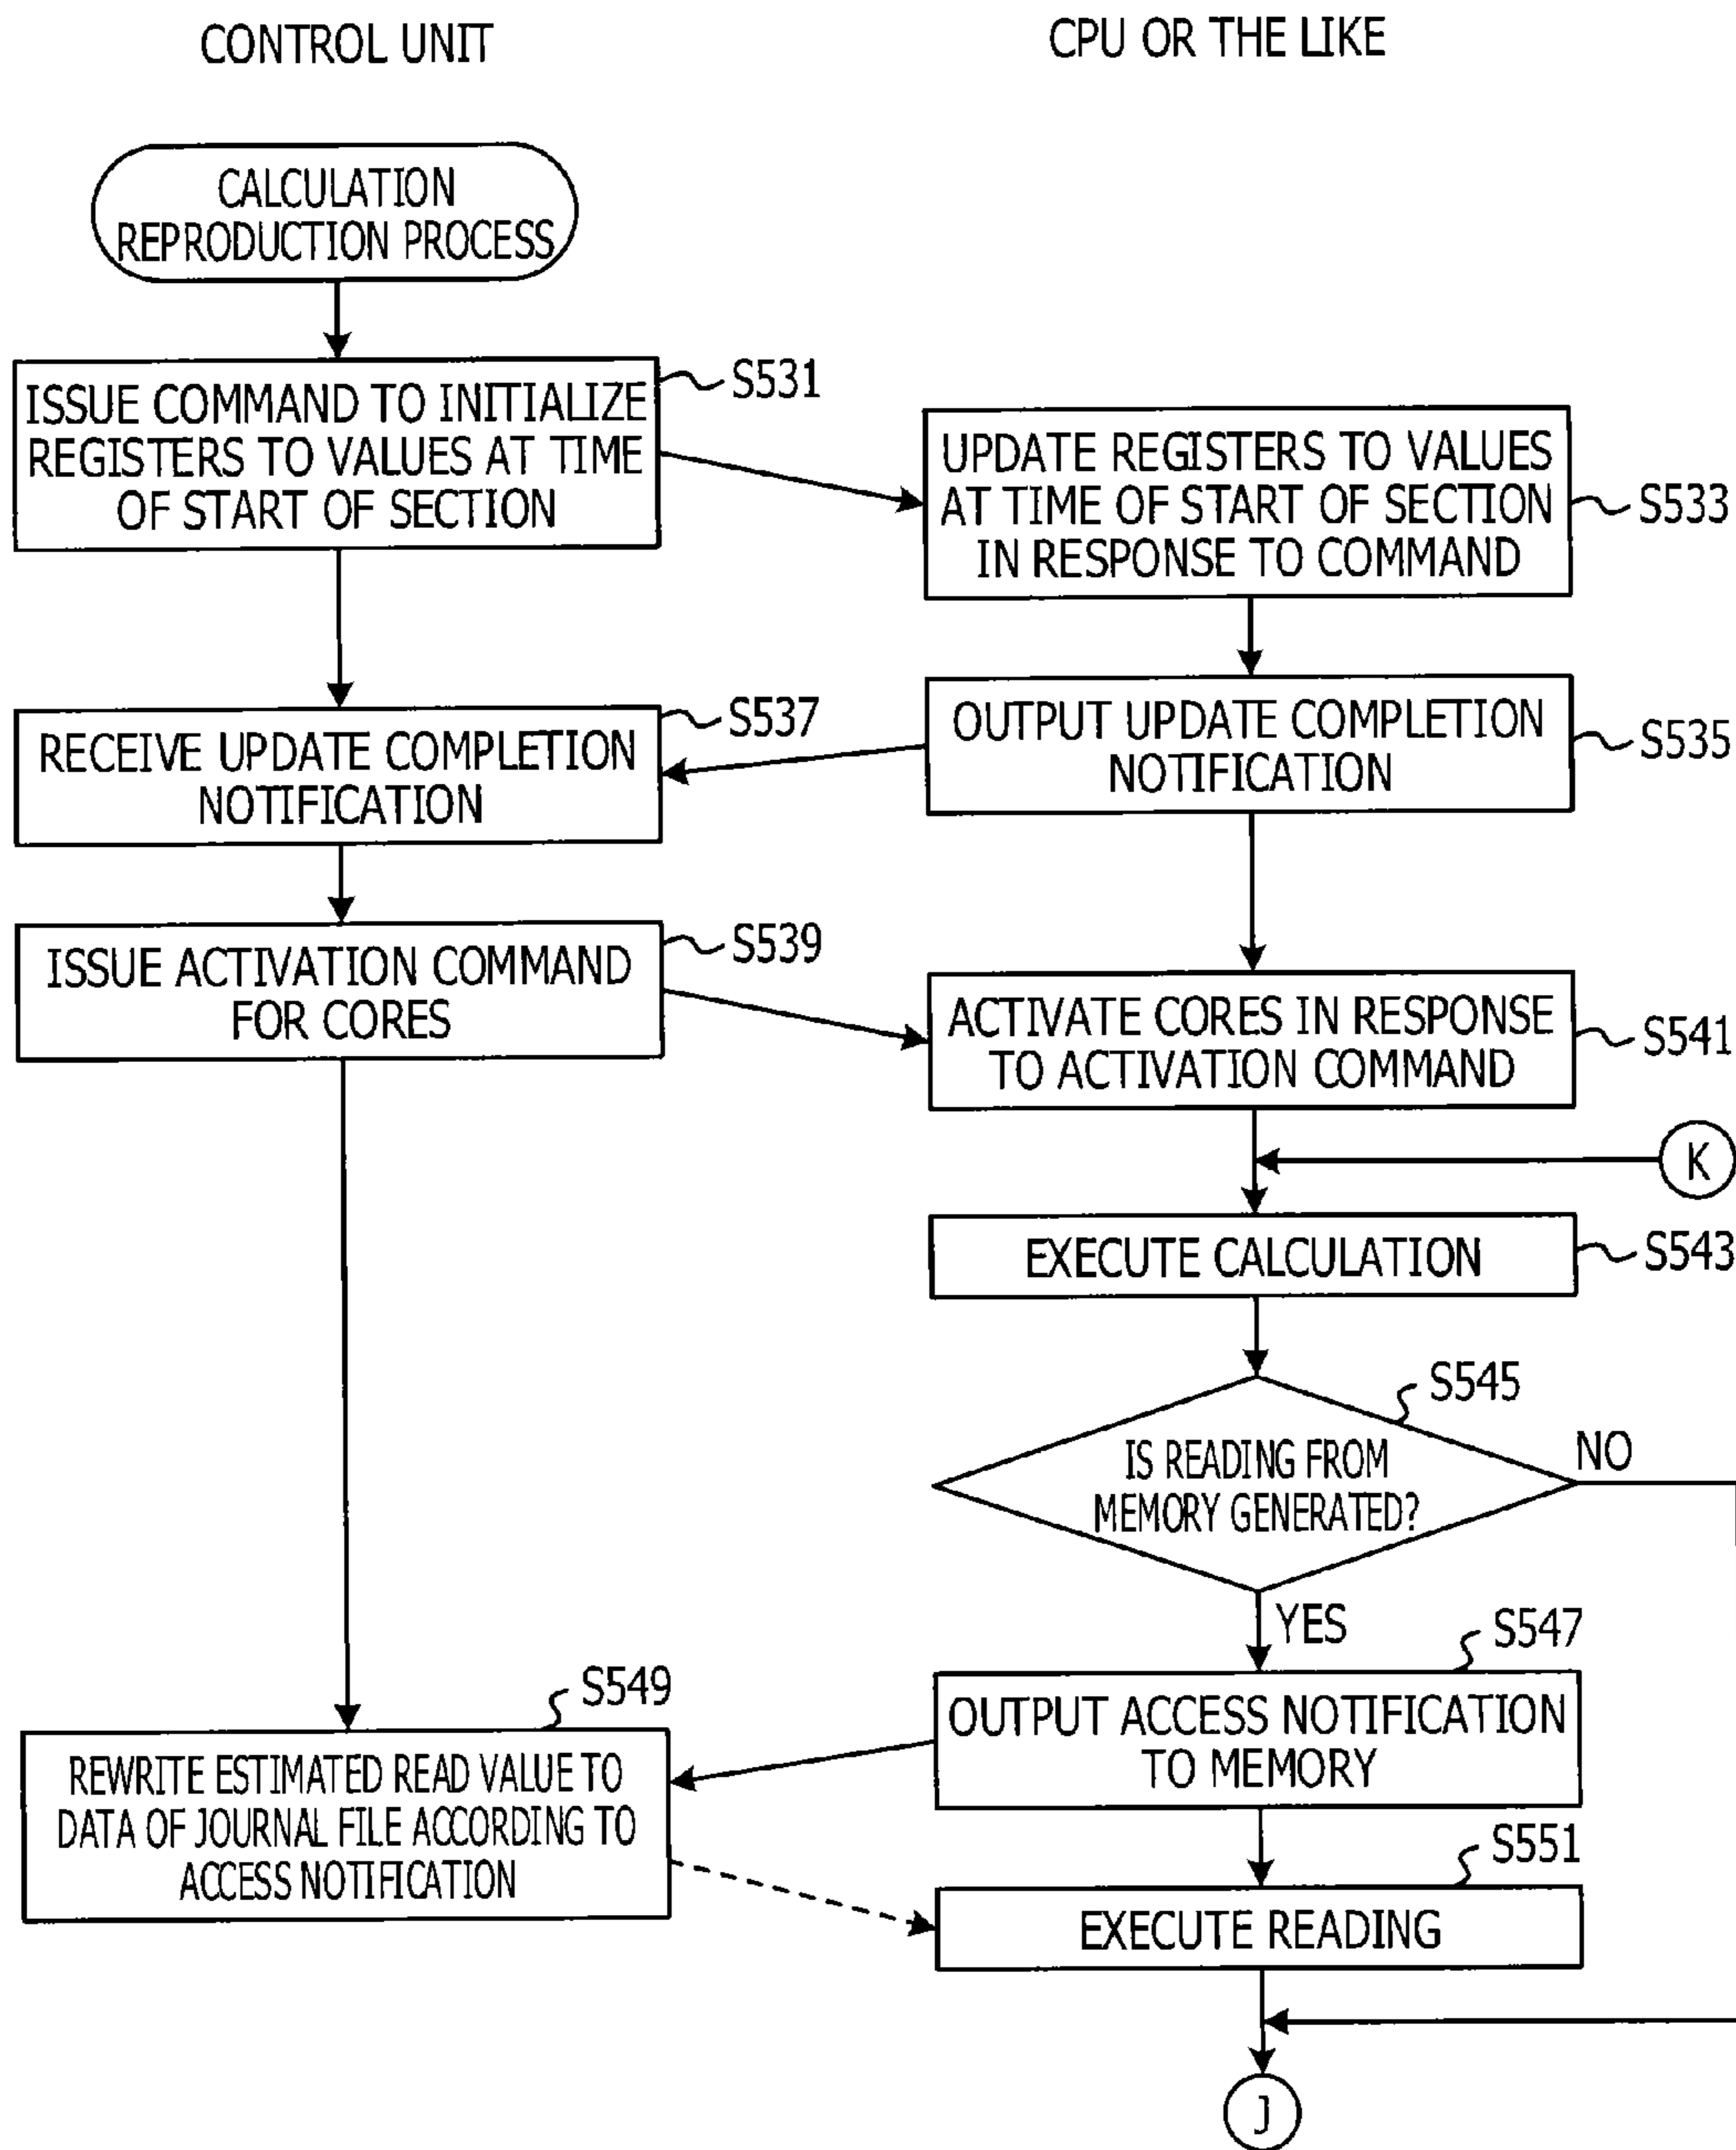 CONTROL UNIT
CPU OR THE LIKE
CALCULATION
REPRODUCTION PROCESS
S531
ISSUE COMMAND TO INITIALIZE
REGISTERS TO VALUES AT TIME
OF START OF SECTION
UPDATE REGISTERS TO VALUES
AT TIME OF START OF SECTION
IN RESPONSE TO COMMAND
S533
S537
RECEIVE UPDATE COMPLETION
NOTIFICATION
OUTPUT UPDATE COMPLETION
NOTIFICATION
S535
S539
ISSUE ACTIVATION COMMAND
FOR CORES
ACTIVATE CORES IN RESPONSE
TO ACTIVATION COMMAND
S541
K
EXECUTE CALCULATION
S543
S545
IS READING FROM
MEMORY GENERATED?
NO
YES
S547
OUTPUT ACCESS NOTIFICATION
TO MEMORY
S549
REWRITE ESTIMATED READ VALUE TO
DATA OF JOURNAL FILE ACCORDING TO
ACCESS NOTIFICATION
S551
EXECUTE READING
J